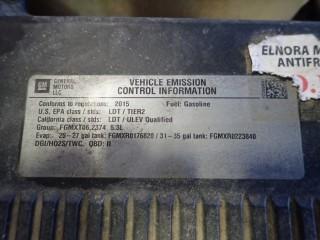 GM
GENERAL
MOTORS
LLC
VEHICLE EMISSION
CONTROL INFORMATION
Conforms to regulations: 2015 Fuel: Gasoline
U.S. EPA class / stds: LDT / TIER2
California class / stds: LDT / ULEV Qualified
Group: FGMXT06.2374 5.3L
Evap: 25-27 gal tank: FGMXR0176820 / 31-35 gal tank: FGMXR0223840
DGI/HO2S/TWC. OBD: II
ELNORA M
ANTIFR